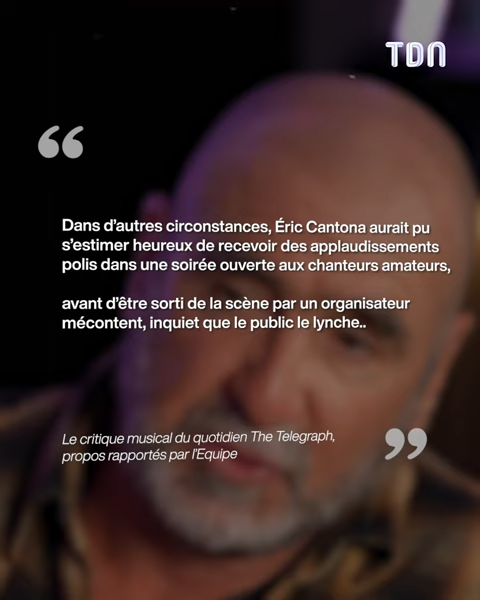 TDN
“
Dans d’autres circonstances, Éric Cantona aurait pu
s’estimer heureux de recevoir des applaudissements
polis dans une soirée ouverte aux chanteurs amateurs,
avant d’être sorti de la scène par un organisateur
mécontent, inquiet que le public le lynche..
Le critique musical du quotidien The Telegraph,
propos rapportés par l’Equipe
”